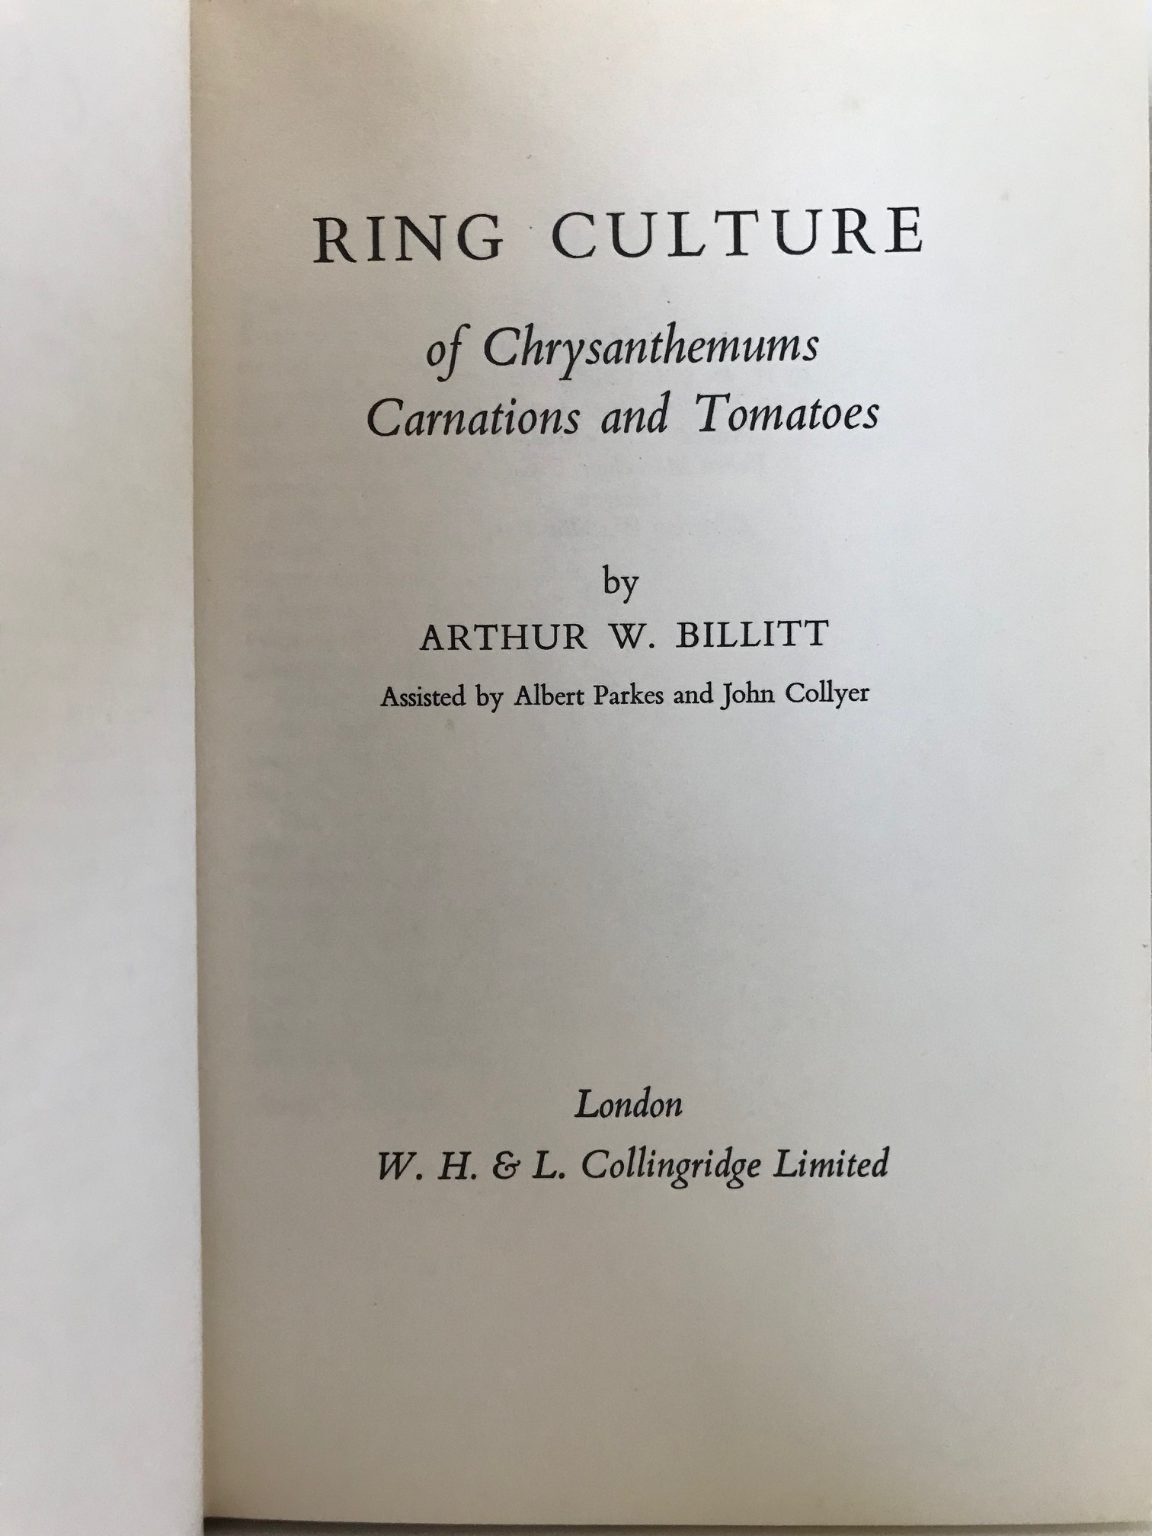 RING CULTURE
of Chrysanthemums
Carnations and Tomatoes
by
ARTHUR W. BILLITT
Assisted by Albert Parkes and John Collyer
London
W. H. & L. Collingridge Limited